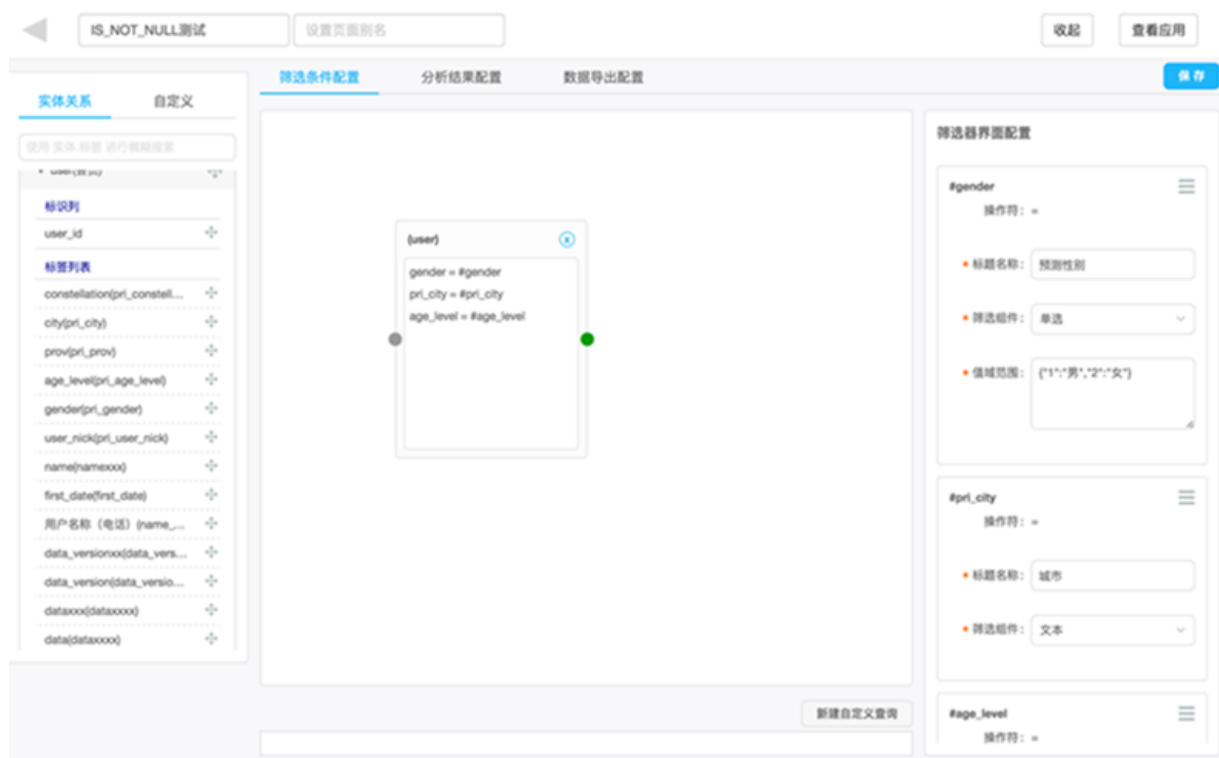 IS_NOT_NULL测试
设置页面别名
收起
查看应用
筛选条件配置
分析结果配置
数据导出配置
保存
实体关系
自定义
使用 实体.标签 进行模糊搜索
标识列
user_id
标签列表
constellation(pri_constell...
city(pri_city)
prov(pri_prov)
age_level(pri_age_level)
gender(pri_gender)
user_nick(pri_user_nick)
name(namexxx)
first_date(first_date)
用户名称（电话）(name_...
data_versionxx(data_vers...
data_version(data_versio...
dataxxx(dataxxxx)
data(dataxxxx)
{user}
gender = #gender
pri_city = #pri_city
age_level = #age_level
新建自定义查询
筛选器界面配置
#gender
操作符： =
标题名称： 预测性别
筛选组件： 单选
值域范围： {"1":"男","2":"女"}
#pri_city
操作符： =
标题名称： 城市
筛选组件： 文本
#age_level
操作符： =